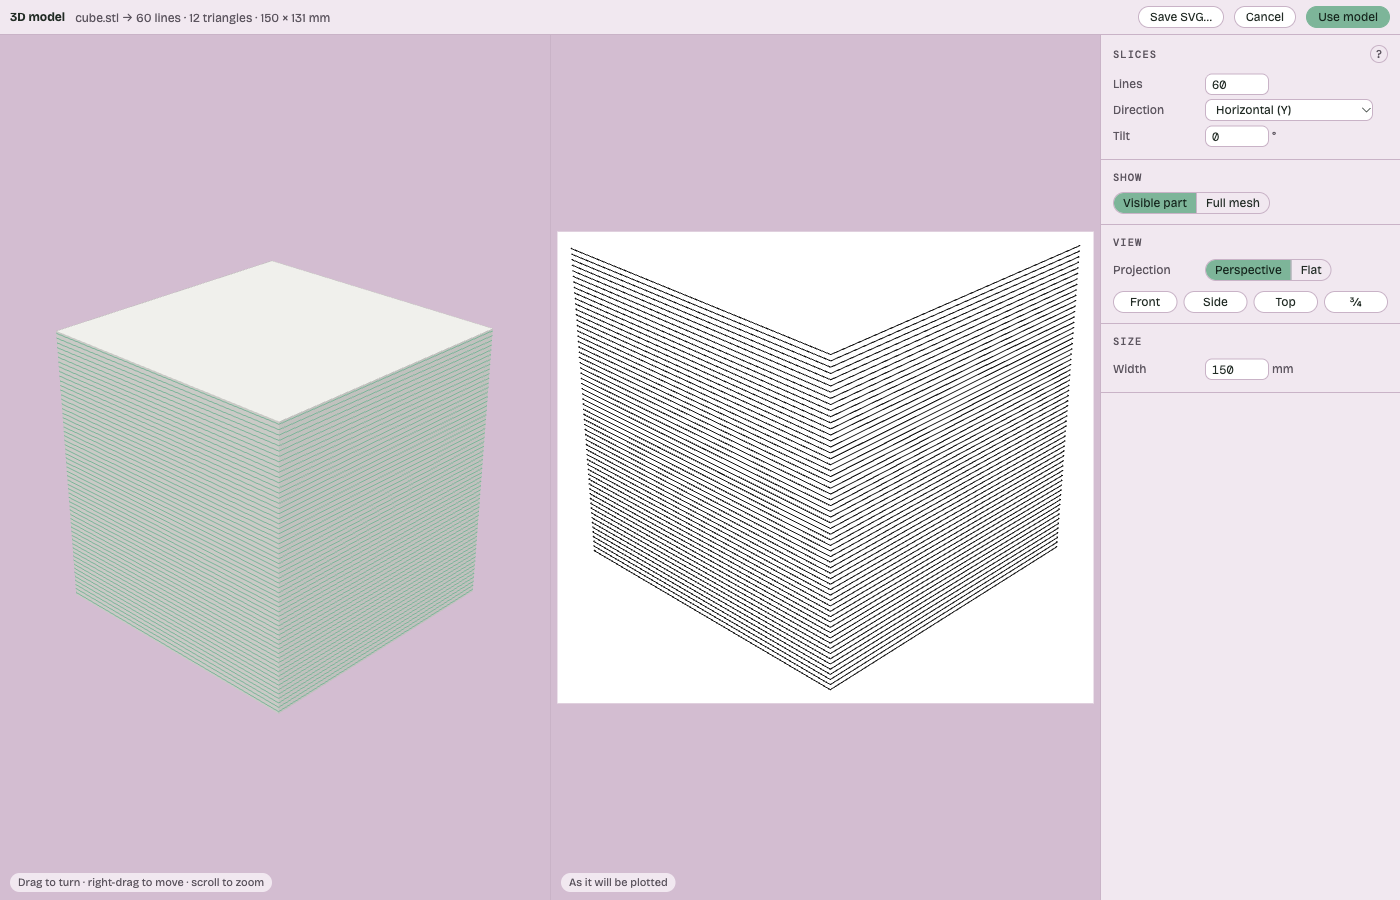 3D model cube.stl → 60 lines · 12 triangles · 150 × 131 mm Save SVG... Cancel Use model
SLICES ?
Lines 60
Direction Horizontal (Y)
Tilt 0 °
SHOW
Visible part Full mesh
VIEW
Projection Perspective Flat
Front Side Top ¾
SIZE
Width 150 mm
Drag to turn · right-drag to move · scroll to zoom As it will be plotted